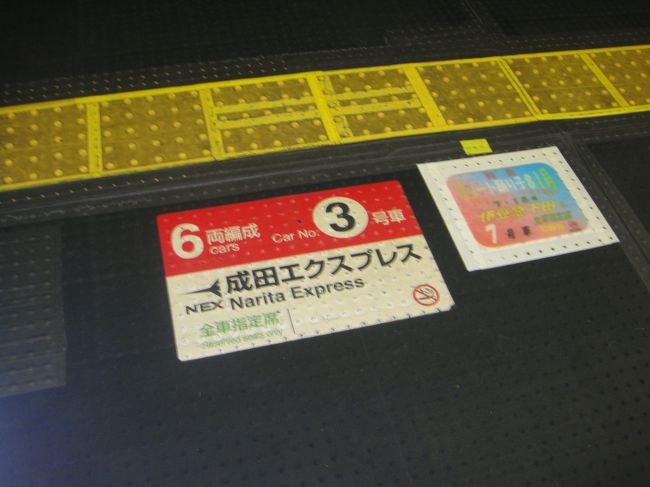 6両編成 Car No. 3号車
cars
成田エクスプレス
NEX Narita Express
全車指定席
Reserved seats only
伊豆急下田
7号車